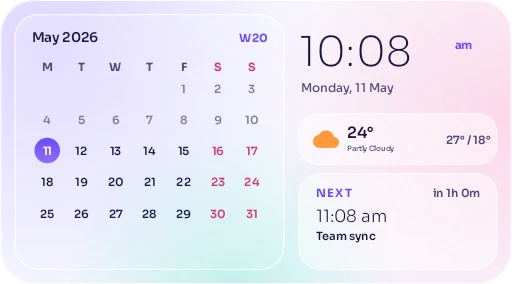 May 2026 W20
M T W T F S S
1 2 3
4 5 6 7 8 9 10
11 12 13 14 15 16 17
18 19 20 21 22 23 24
25 26 27 28 29 30 31
10:08 am
Monday, 11 May
24° 27°/18°
Partly Cloudy
NEXT in 1h 0m
11:08 am
Team sync